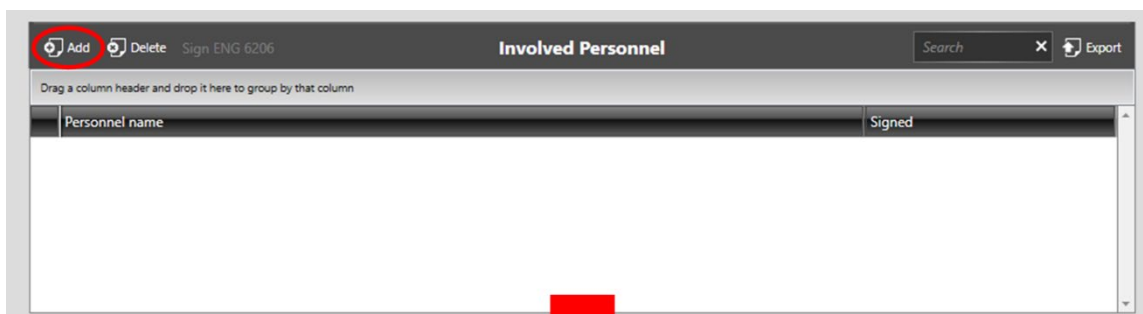 Add Delete Sign ENG 6206 Involved Personnel Search Export
Drag a column header and drop it here to group by that column
Personnel name Signed